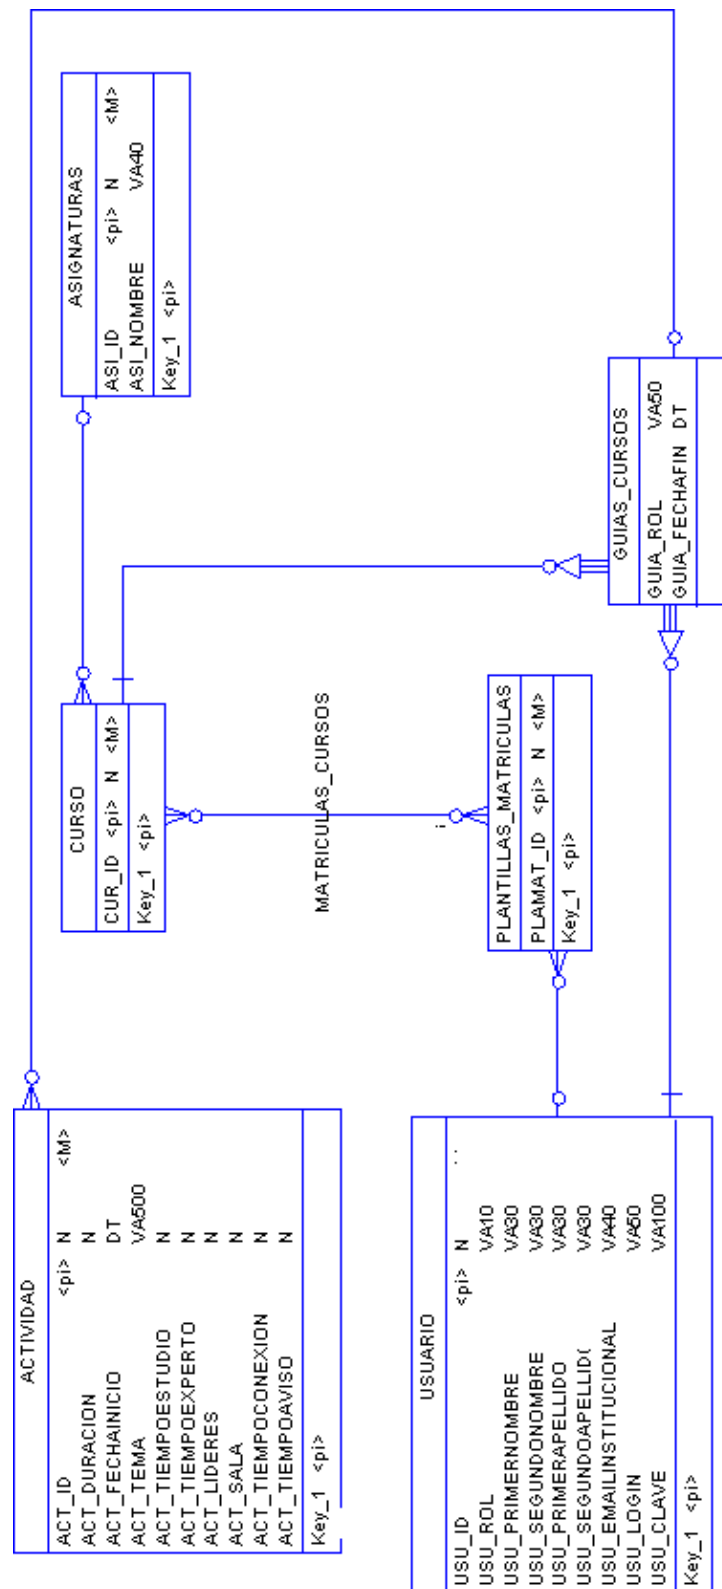 ACTIVIDAD
ACT_ID <pi> N <M>
ACT_DURACION N
ACT_FECHAINICIO DT
ACT_TEMA VA500
ACT_TIEMPOESTUDIO N
ACT_TIEMPOEXPERTO N
ACT_LIDERES N
ACT_SALA N
ACT_TIEMPOCONEXION N
ACT_TIEMPOAVISO N
Key_1 <pi>
CURSO
CUR_ID <pi> N <M>
Key_1 <pi>
ASIGNATURAS
ASI_ID <pi> N <M>
ASI_NOMBRE VA40
Key_1 <pi>
MATRICULAS_CURSOS
USUARIO
USU_ID <pi> N
USU_ROL VA10
USU_PRIMERNOMBRE VA30
USU_SEGUNDONOMBRE VA30
USU_PRIMERAPELLIDO VA30
USU_SEGUNDOAPELLID( VA30
USU_EMAILINSTITUCIONAL VA40
USU_LOGIN VA50
USU_CLAVE VA100
Key_1 <pi>
PLANTILLAS_MATRICULAS
PLAMAT_ID <pi> N <M>
Key_1 <pi>
GUIAS_CURSOS
GUIA_ROL VA50
GUIA_FECHAFIN DT